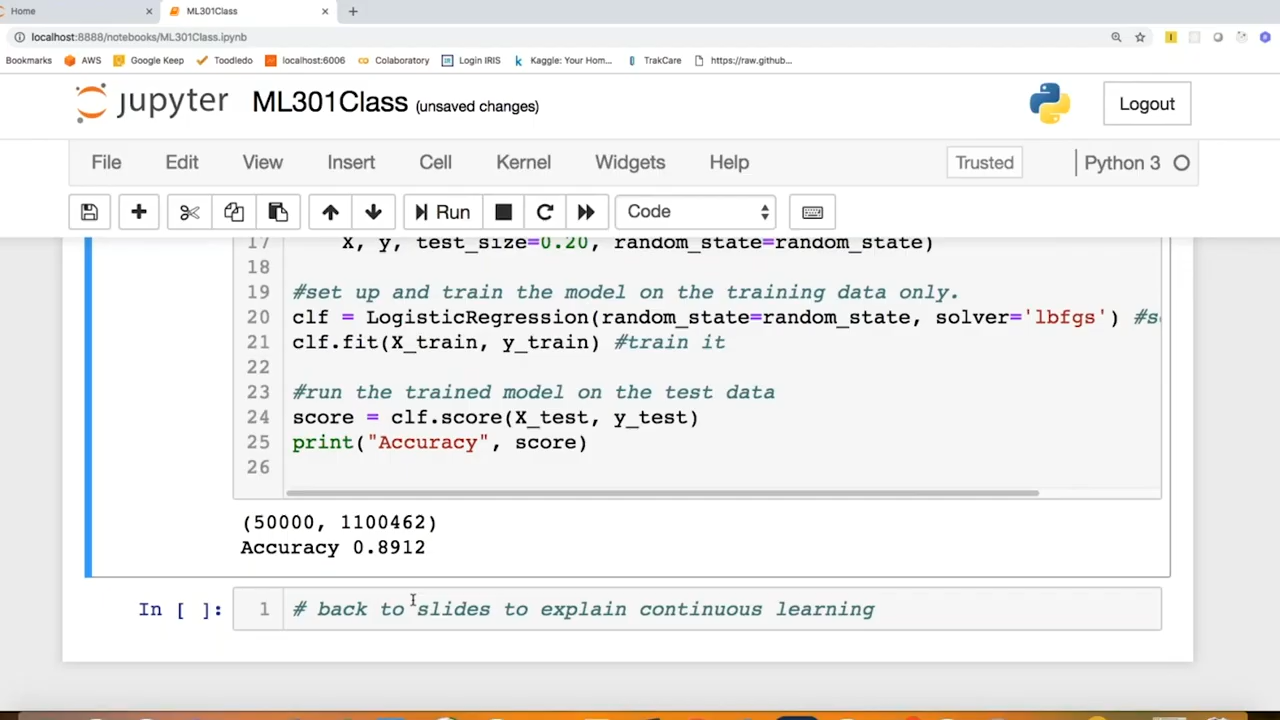 Home
ML301Class
localhost:8888/notebooks/ML301Class.ipynb
Bookmarks AWS Google Keep Toodledo localhost:6006 Colaboratory Login IRIS Kaggle: Your Hom... TrakCare https://raw.github...
jupyter ML301Class (unsaved changes) Logout
File Edit View Insert Cell Kernel Widgets Help Trusted Python 3
Run Code
17 X, y, test_size=0.20, random_state=random_state)
18
19 #set up and train the model on the training data only.
20 clf = LogisticRegression(random_state=random_state, solver='lbfgs') #s
21 clf.fit(X_train, y_train) #train it
22
23 #run the trained model on the test data
24 score = clf.score(X_test, y_test)
25 print("Accuracy", score)
26
(50000, 1100462)
Accuracy 0.8912
In [ ]: 1 # back to slides to explain continuous learning